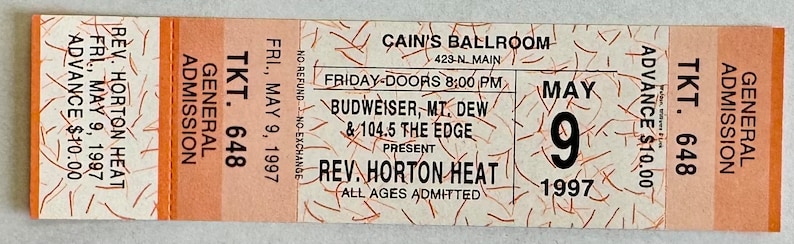 REV. HORTON HEAT
FRI., MAY 9, 1997
ADVANCE $10.00
GENERAL
ADMISSION
TKT. 648
FRI., MAY 9, 1997
NO REFUND — NO EXCHANGE
CAIN'S BALLROOM
423 N. MAIN
FRIDAY-DOORS 8:00 PM
BUDWEISER, MT. DEW
& 104.5 THE EDGE
PRESENT
REV. HORTON HEAT
ALL AGES ADMITTED
MAY
9
1997
ADVANCE $10.00
TKT. 648
GENERAL
ADMISSION